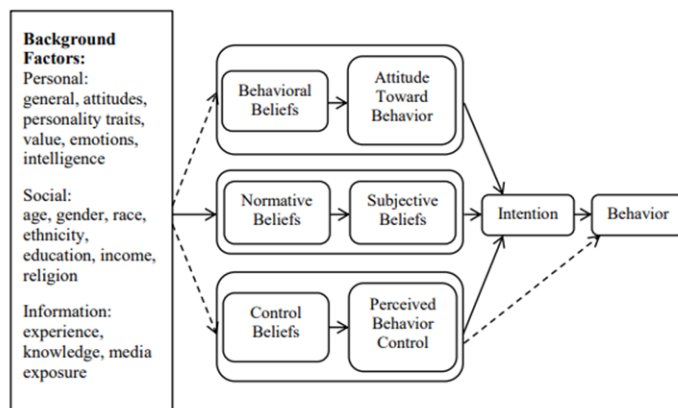 Background
Factors:
Personal:
general, attitudes,
personality traits,
value, emotions,
intelligence
Social:
age, gender, race,
ethnicity,
education, income,
religion
Information:
experience,
knowledge, media
exposure
Behavioral
Beliefs
Attitude
Toward
Behavior
Normative
Beliefs
Subjective
Beliefs
Control
Beliefs
Perceived
Behavior
Control
Intention
Behavior